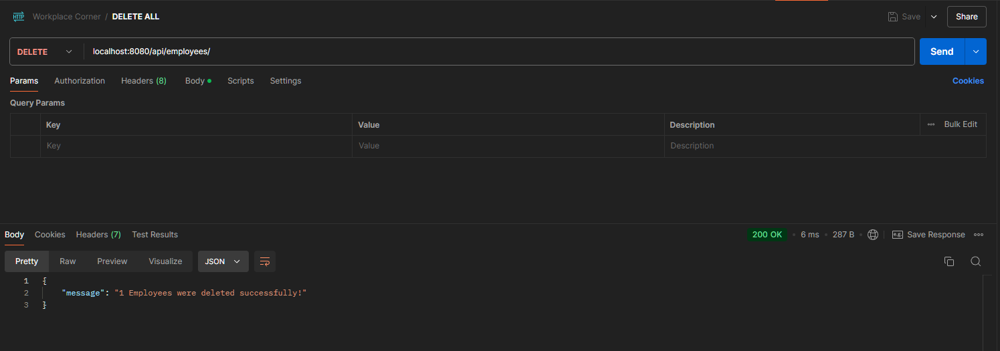 HTTP Workplace Corner / DELETE ALL Save Share
DELETE localhost:8080/api/employees/ Send
Params Authorization Headers (8) Body Scripts Settings Cookies
Query Params
Key Value Description Bulk Edit
Key Value Description
Body Cookies Headers (7) Test Results 200 OK 6 ms 287 B e.g. Save Response
Pretty Raw Preview Visualize JSON
1 {
2 "message": "1 Employees were deleted successfully!"
3 }